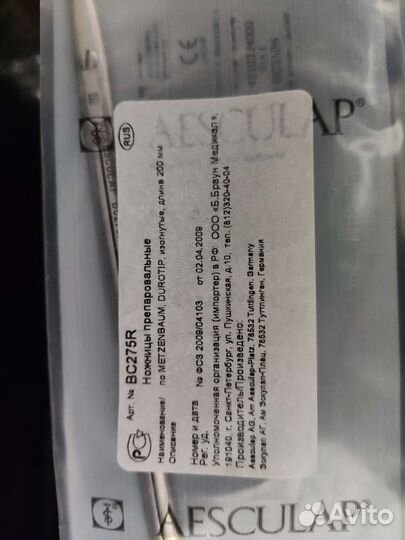 AESCULAP®
RUS
Арт. № BC275R
Ножницы препаровальные
Наименование/ по METZENBAUM, DUROTIP, изогнутые, длина 200 мм
Описание
Номер и дата № ФСЗ 2009/04103 от 02.04.2009
Рег. уд.
Уполномоченная организация (импортер) в РФ: ООО «Б.Браун Медикал»,
191040, г. Санкт-Петербург, ул. Пушкинская, д.10, тел. (812)320-40-04
Производитель/Произведено:
Aesculap AG, Am Aesculap-Platz, 78532 Tuttlingen, Germany
Эскулап АГ, Ам Эскулап-Плац, 78532 Туттлинген, Германия
AESCULAP®
Avito